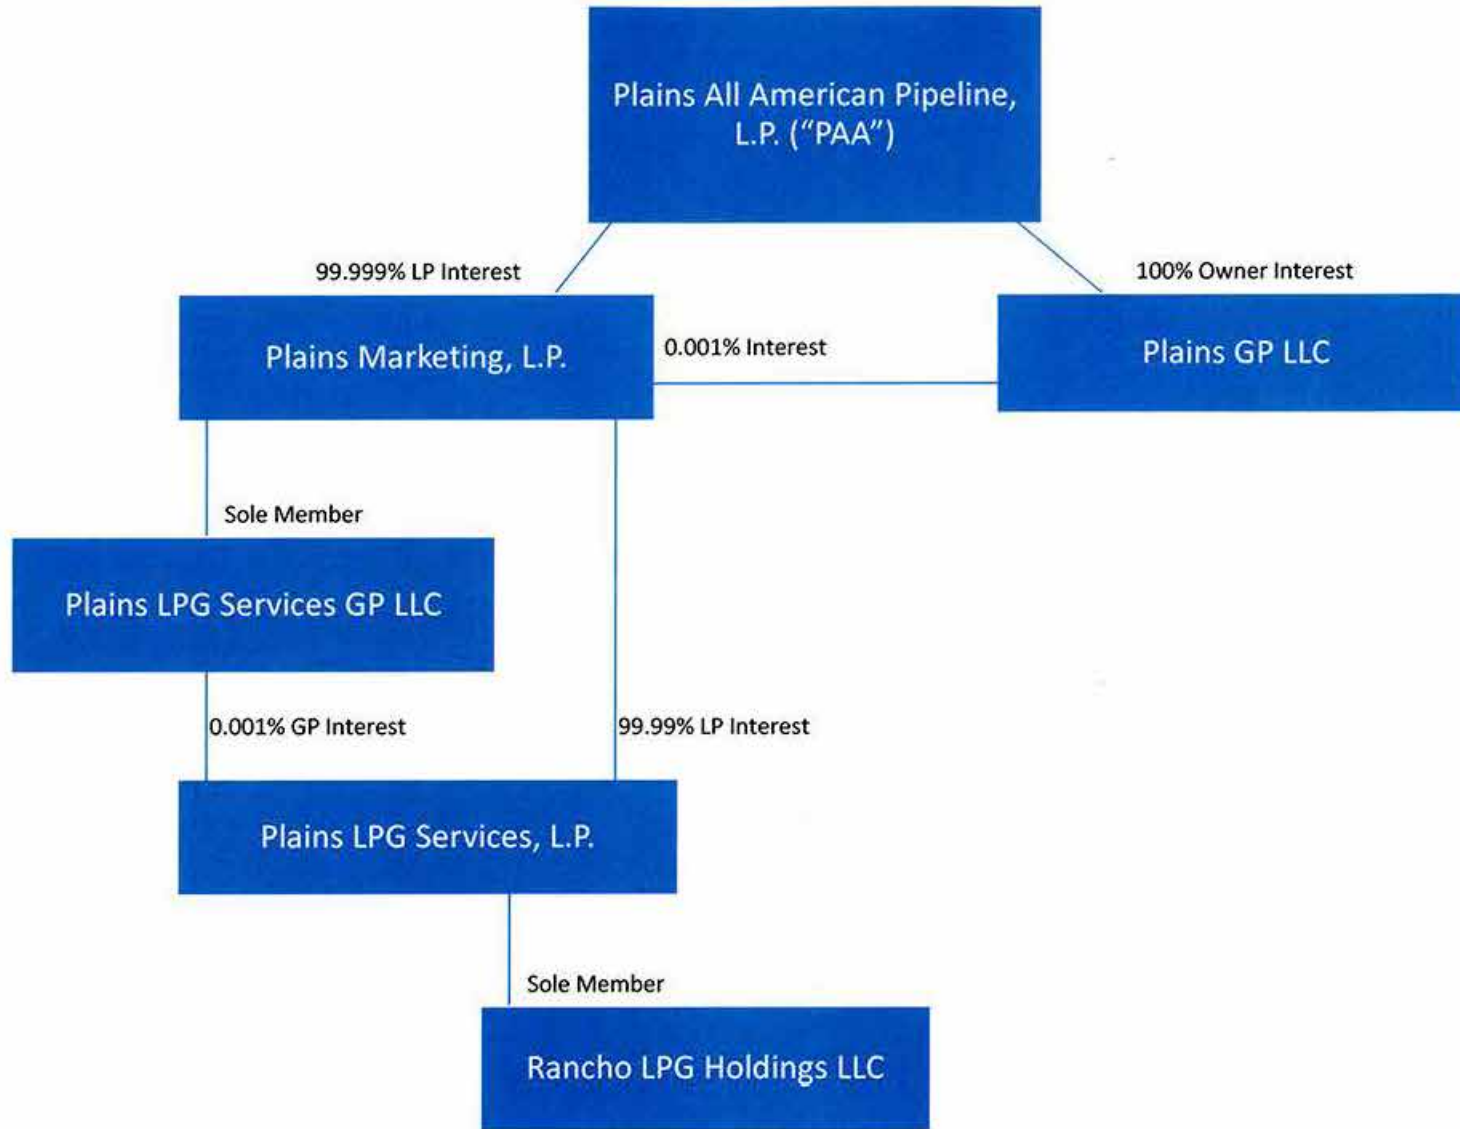 Plains All American Pipeline,
L.P. (“PAA”)
99.999% LP Interest
100% Owner Interest
Plains Marketing, L.P.
0.001% Interest
Plains GP LLC
Sole Member
Plains LPG Services GP LLC
0.001% GP Interest
99.99% LP Interest
Plains LPG Services, L.P.
Sole Member
Rancho LPG Holdings LLC